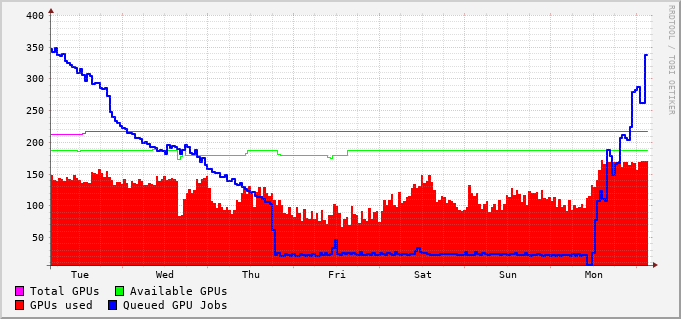 400
350
300
250
200
150
100
50
Tue Wed Thu Fri Sat Sun Mon
Total GPUs Available GPUs
GPUs used Queued GPU Jobs
RRDTOOL / TOBI OETIKER